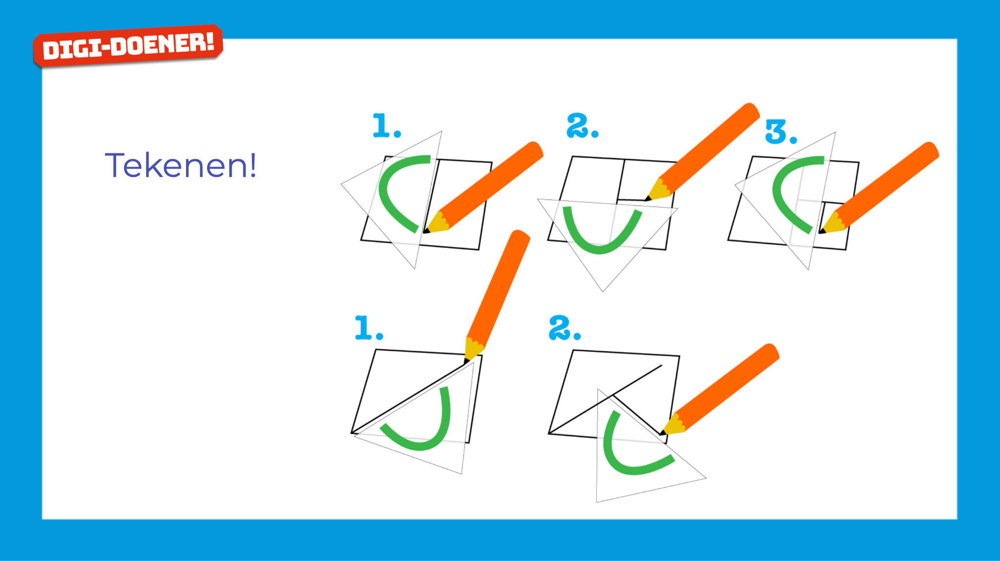 DIGI-DOENER!
Tekenen!
1.
2.
3.
1.
2.